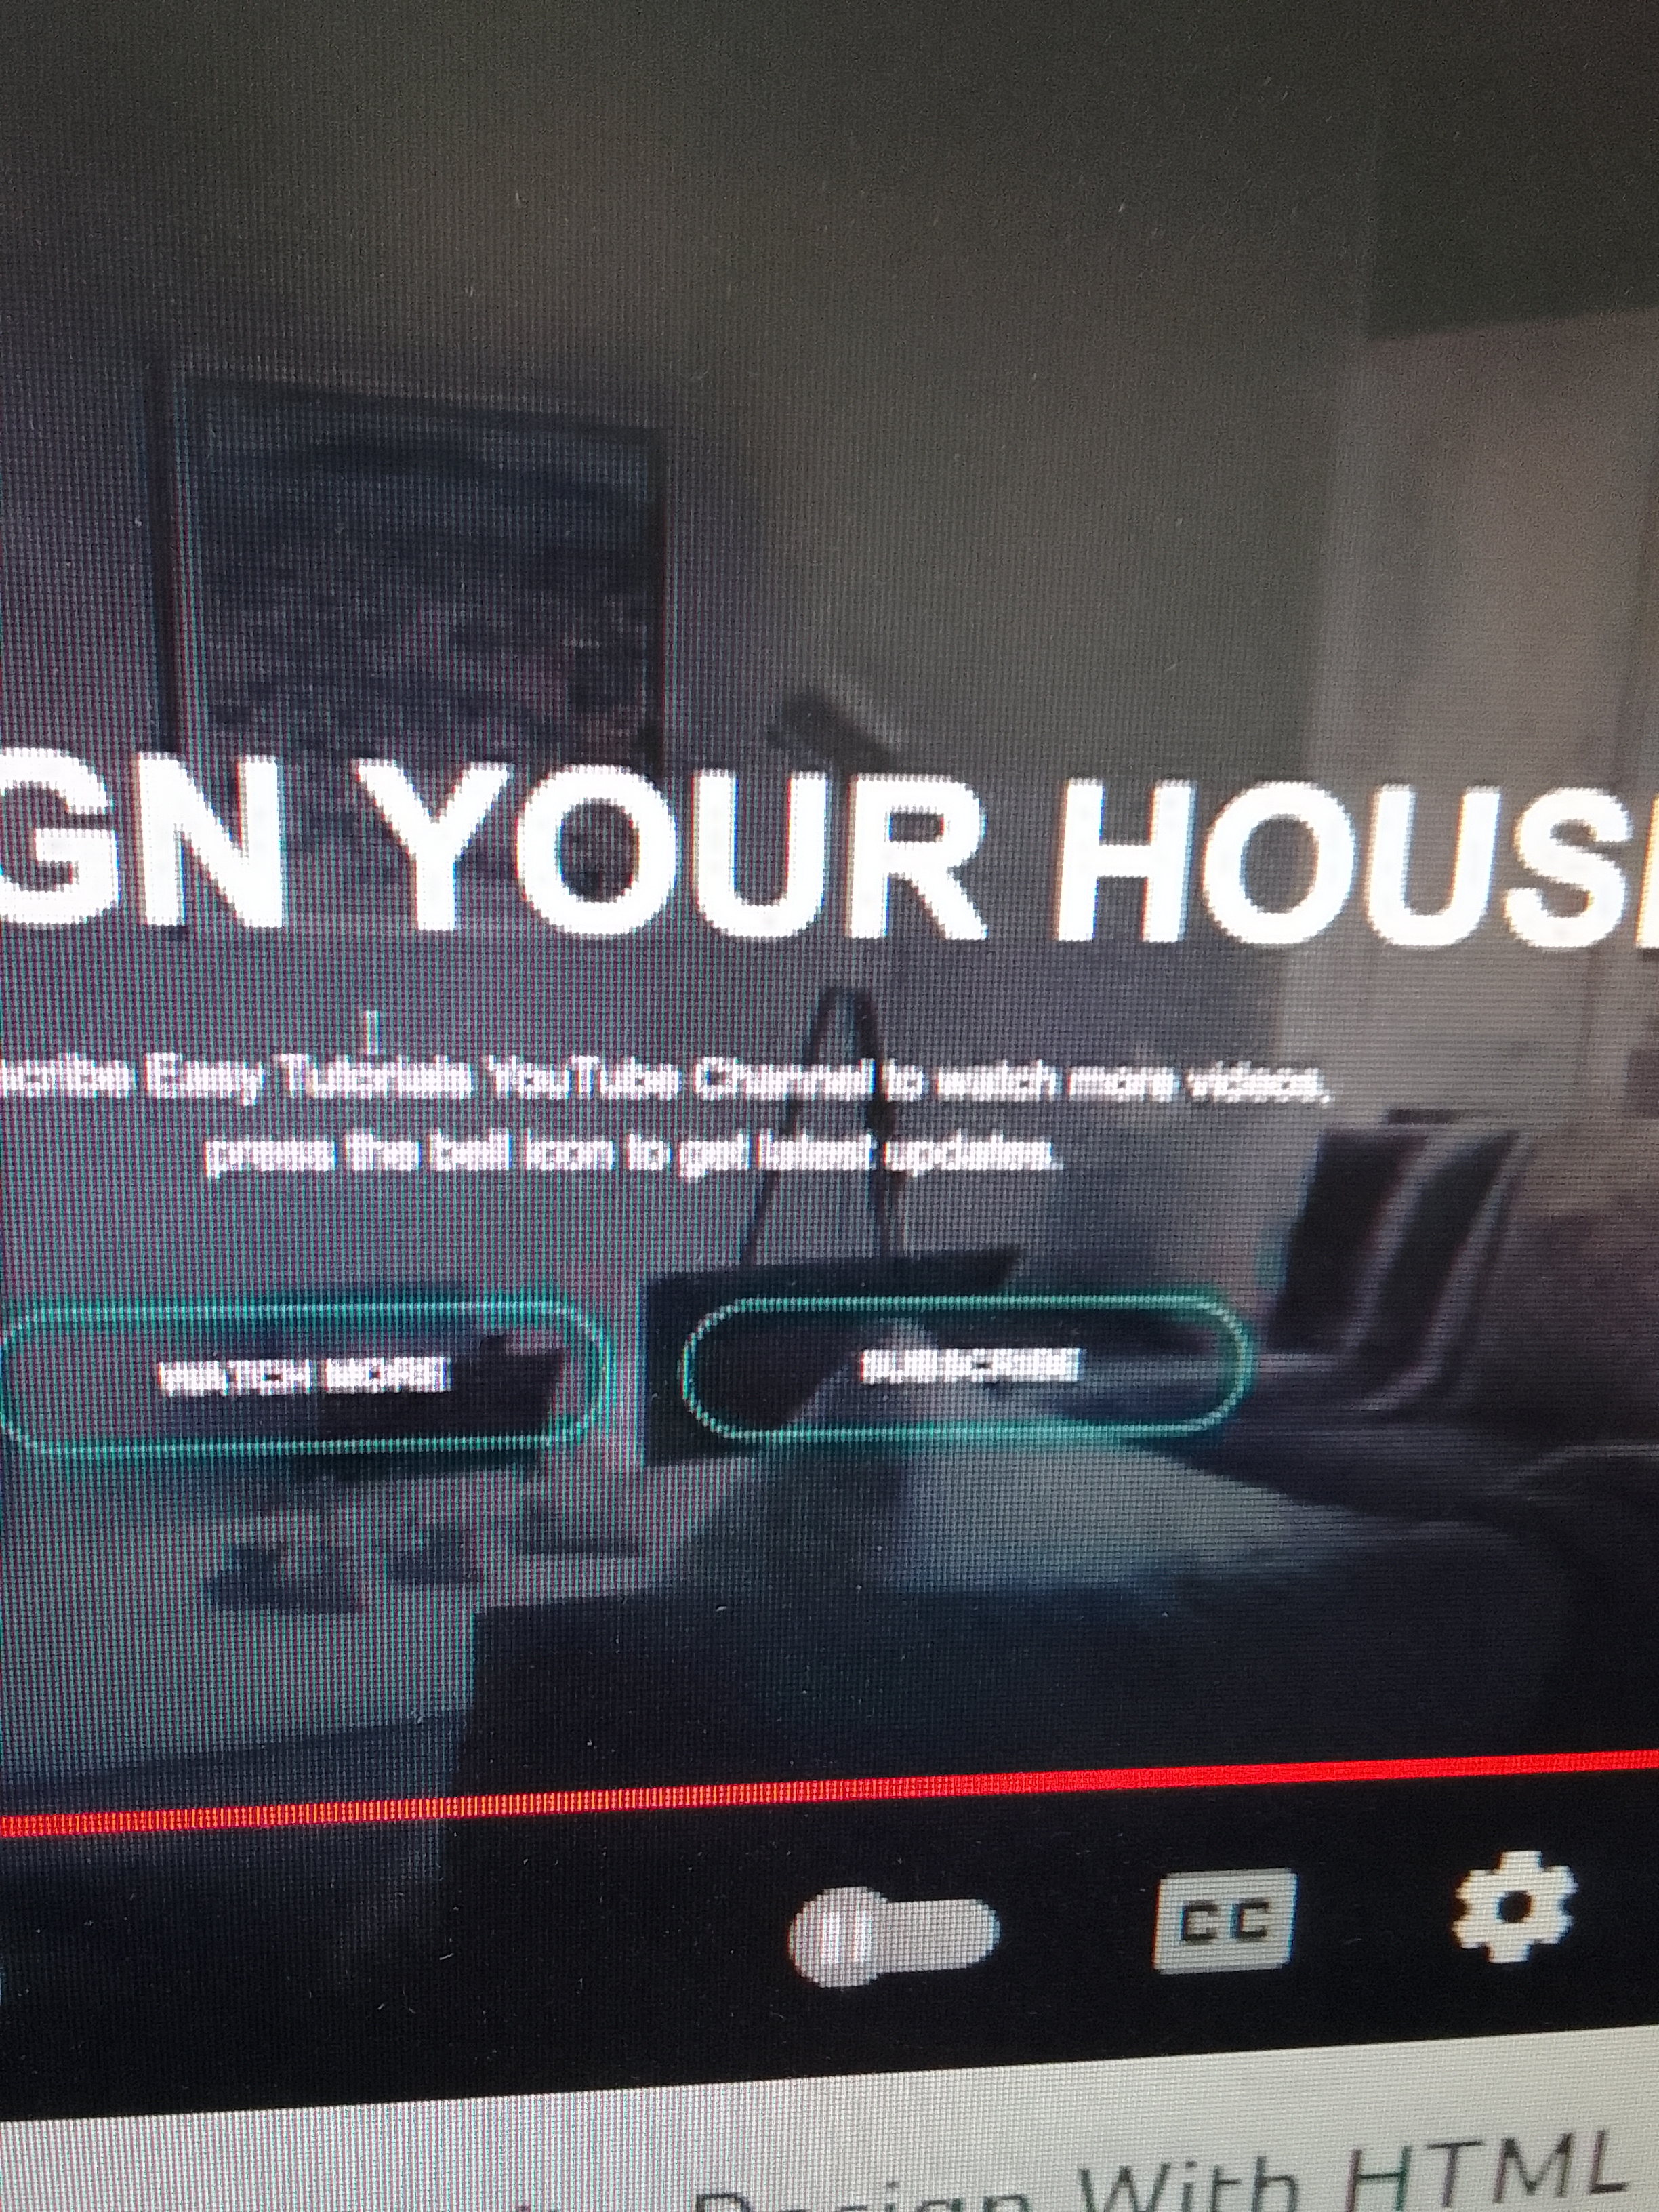 GN YOUR HOUS
scribe Easy Tutorials YouTube Channel to watch more videos,
press the bell icon to get latest updates.
WATCH MORE
SUBSCRIBE
CC
Design With HTML